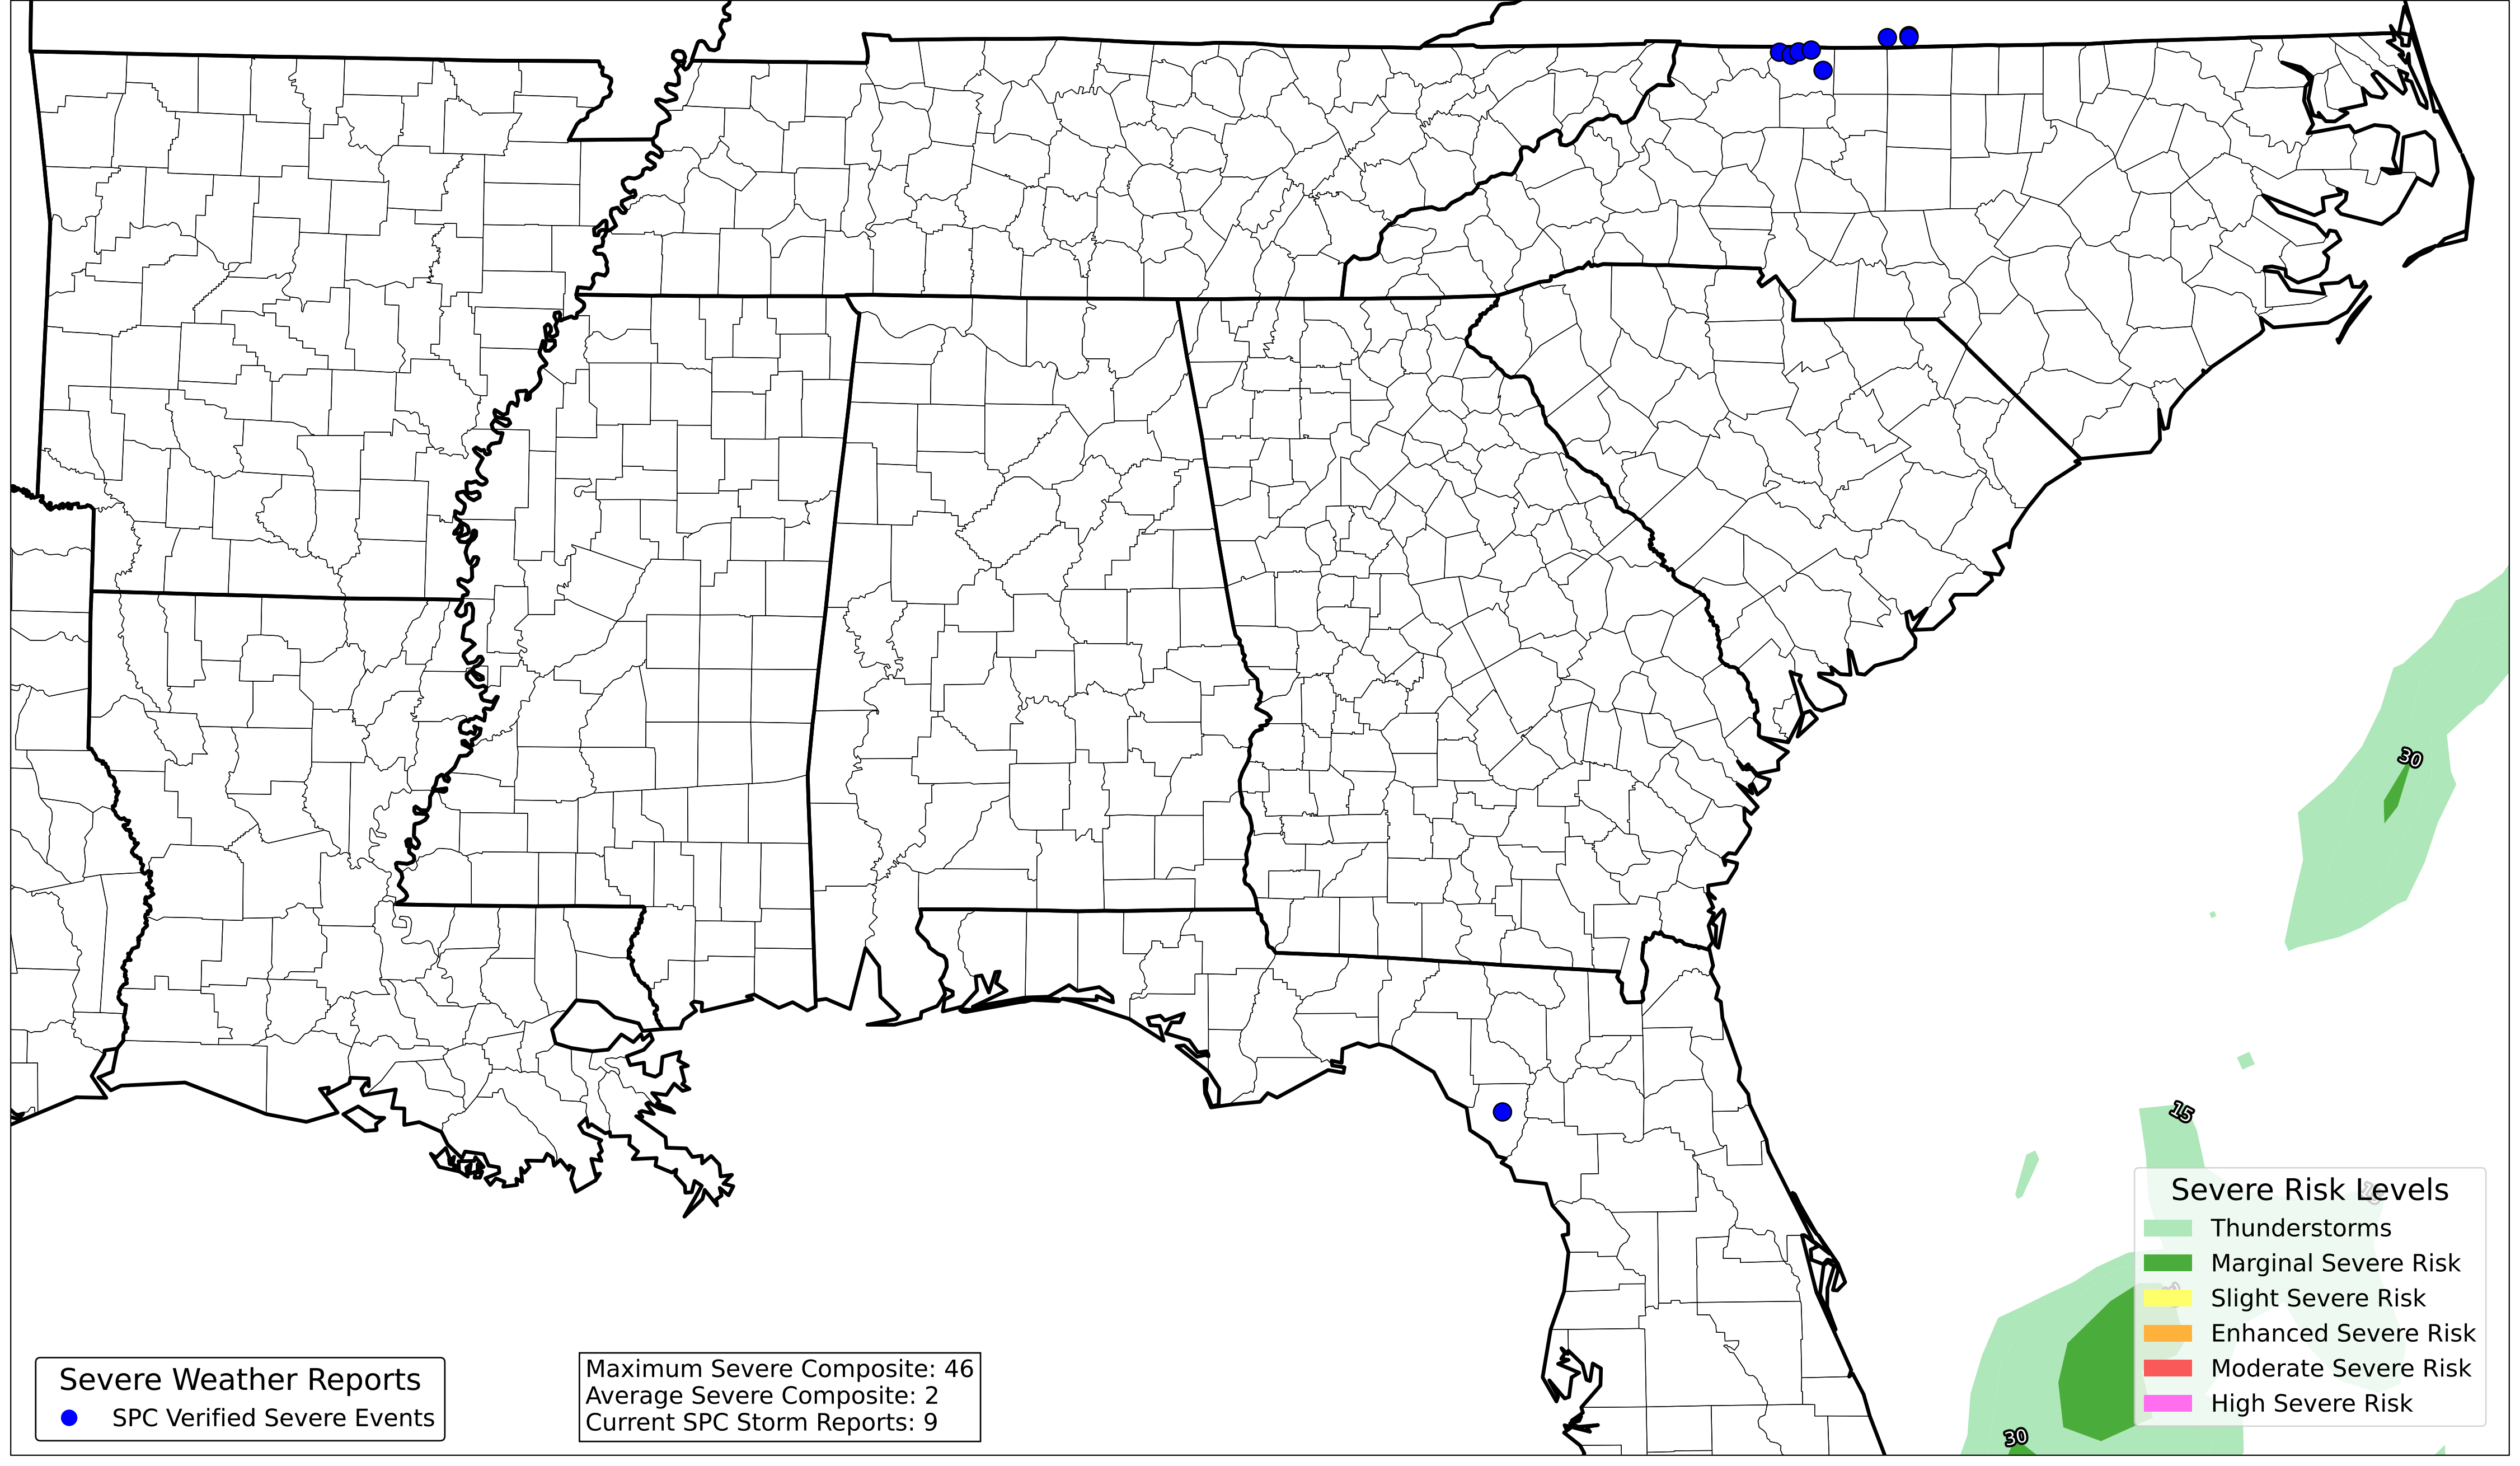 30
15
Severe Risk Levels
Thunderstorms
Marginal Severe Risk
Slight Severe Risk
Enhanced Severe Risk
Moderate Severe Risk
High Severe Risk
Severe Weather Reports
SPC Verified Severe Events
Maximum Severe Composite: 46
Average Severe Composite: 2
Current SPC Storm Reports: 9
30